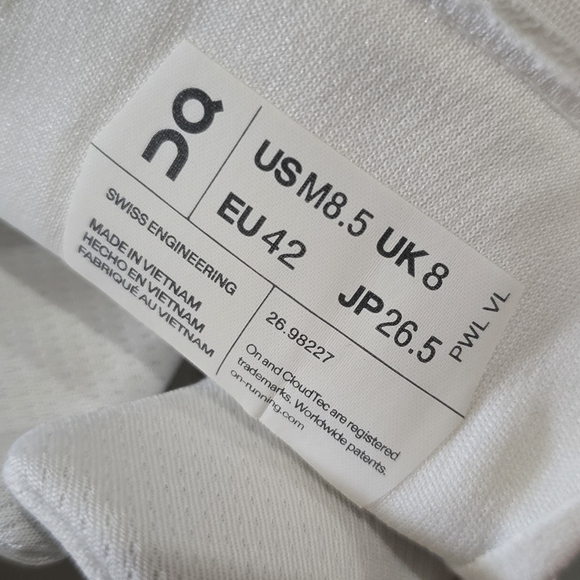 On
US M8.5 UK 8
EU 42 JP 26.5
PWL VL
SWISS ENGINEERING
MADE IN VIETNAM
HECHO EN VIETNAM
FABRIQUÉ AU VIETNAM
26.98227
On and CloudTec are registered
trademarks. Worldwide patents.
on-running.com